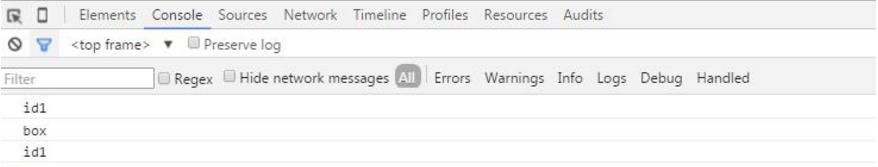 Elements Console Sources Network Timeline Profiles Resources Audits
<top frame> ▼ Preserve log
Filter Regex Hide network messages All Errors Warnings Info Logs Debug Handled
id1
box
id1